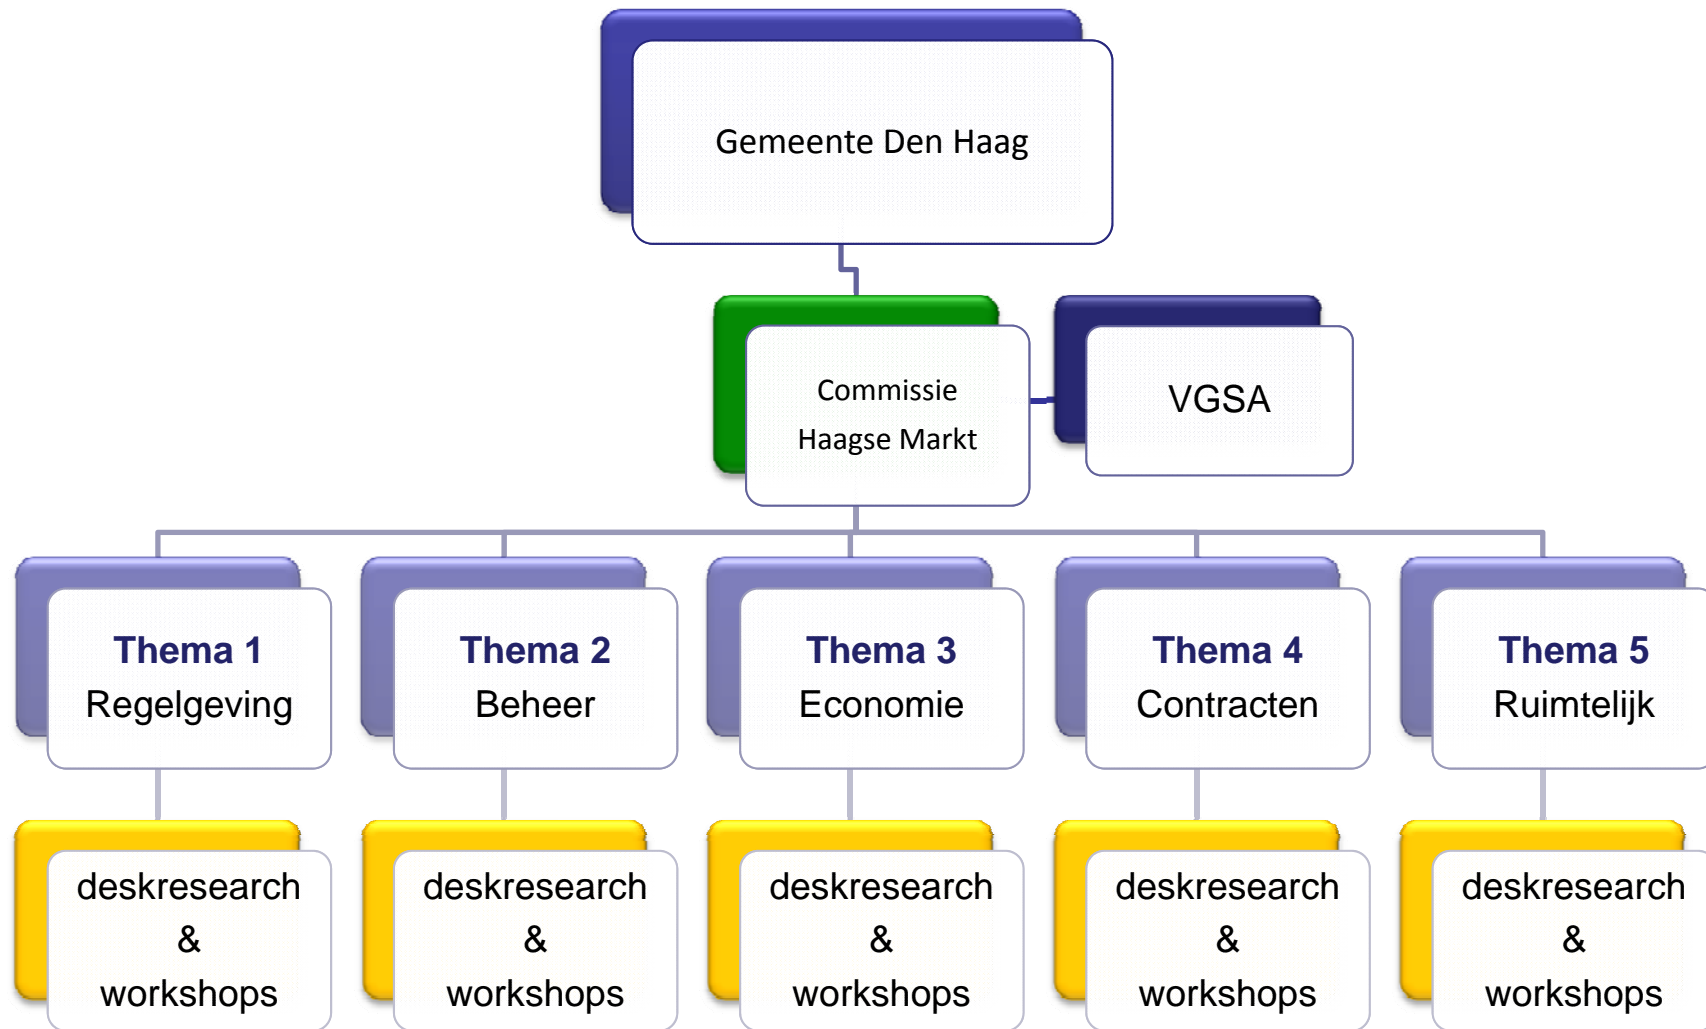 Gemeente Den Haag
Commissie
Haagse Markt
VGSA
Thema 1
Regelgeving
Thema 2
Beheer
Thema 3
Economie
Thema 4
Contracten
Thema 5
Ruimtelijk
deskresearch
&
workshops
deskresearch
&
workshops
deskresearch
&
workshops
deskresearch
&
workshops
deskresearch
&
workshops